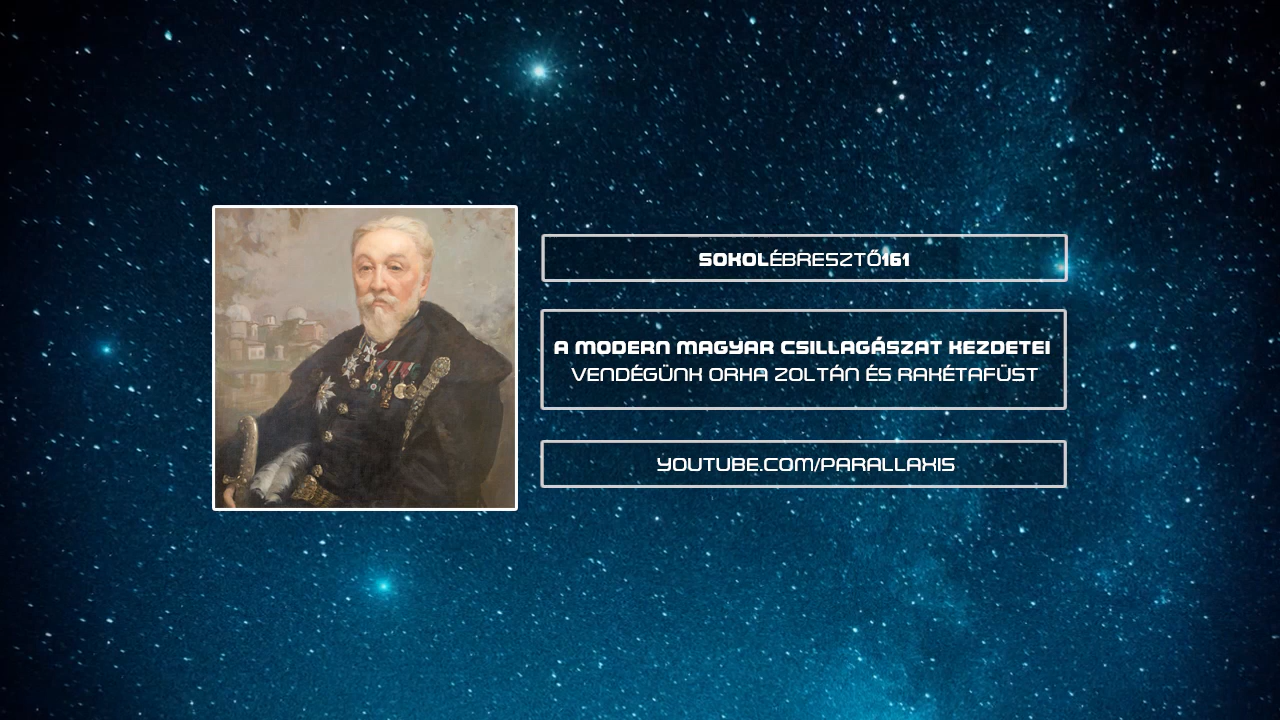 SOKOLÉBRESZTŐ161
A MODERN MAGYAR CSILLAGÁSZAT KEZDETEI
VENDÉGÜNK ORHA ZOLTÁN ÉS RAKÉTAFÜST
YOUTUBE.COM/PARALLAXIS